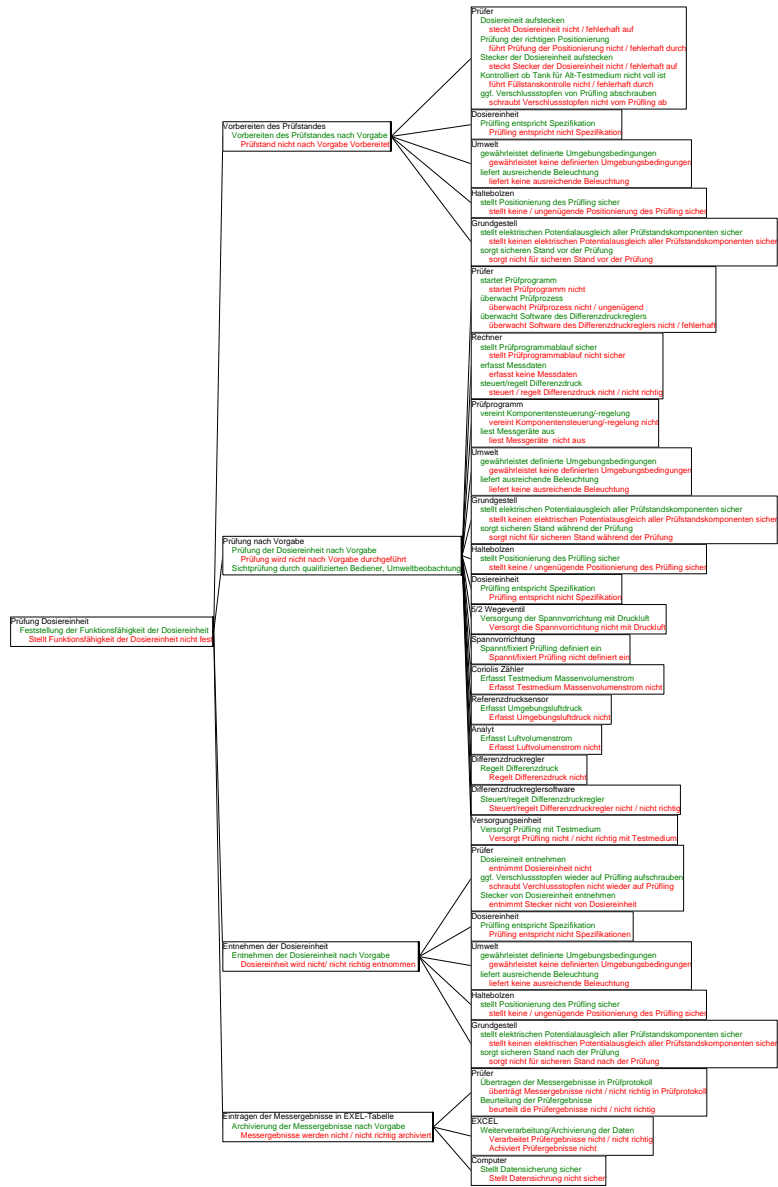 Prüfung Dosiereinheit
Feststellung der Funktionsfähigkeit der Dosiereinheit
Stellt Funktionsfähigkeit der Dosiereinheit nicht fest
Vorbereiten des Prüfstandes
Vorbereiten des Prüfstandes nach Vorgabe
Prüfstand nicht nach Vorgabe Vorbereitet
Prüfer
Dosiereineit aufstecken
steckt Dosiereinheit nicht / fehlerhaft auf
Prüfung der richtigen Positionierung
führt Prüfung der Positionierung nicht / fehlerhaft durch
Stecker der Dosiereinheit aufstecken
steckt Stecker der Dosiereinheit nicht / fehlerhaft auf
Kontrolliert ob Tank für Alt-Testmedium nicht voll ist
führt Füllstanskontrolle nicht / fehlerhaft durch
ggf. Verschlussstopfen von Prüfling abschrauben
schraubt Verschlussstopfen nicht vom Prüfling ab
Dosiereinheit
Prülfling entspricht Spezifikation
Prüfling entspricht nicht Spezifikation
Umwelt
gewährleistet definierte Umgebungsbedingungen
gewährleistet keine definierten Umgebungsbedingungen
liefert ausreichende Beleuchtung
liefert keine ausreichende Beleuchtung
Haltebolzen
stellt Positionierung des Prüfling sicher
stellt keine / ungenügende Positionierung des Prüfling sicher
Grundgestell
stellt elektrischen Potentialausgleich aller Prüfstandskomponenten sicher
stellt keinen elektrischen Potentialausgleich aller Prüfstandskomponenten sicher
sorgt sicheren Stand vor der Prüfung
sorgt nicht für sicheren Stand vor der Prüfung
Prüfung nach Vorgabe
Prüfung der Dosiereinheit nach Vorgabe
Prüfung wird nicht nach Vorgabe durchgeführt
Sichtprüfung durch qualifizierten Bediener, Umweltbeobachtung
Prüfer
startet Prüfprogramm
startet Prüfprogramm nicht
überwacht Prüfprozess
überwacht Prüfprozess nicht / ungenügend
überwacht Software des Differenzdruckreglers
überwacht Software des Differenzdruckreglers nicht / fehlerhaft
Rechner
stellt Prüfprogrammablauf sicher
stellt Prüfprogrammablauf nicht sicher
erfasst Messdaten
erfasst keine Messdaten
steuert/regelt Differenzdruck
steuert / regelt Differenzdruck nicht / nicht richtig
Prüfprogramm
vereint Komponentensteuerung/-regelung
vereint Komponentensteuerung/-regelung nicht
liest Messgeräte aus
liest Messgeräte nicht aus
Umwelt
gewährleistet definierte Umgebungsbedingungen
gewährleistet keine definierten Umgebungsbedingungen
liefert ausreichende Beleuchtung
liefert keine ausreichende Beleuchtung
Grundgestell
stellt elektrischen Potentialausgleich aller Prüfstandskomponenten sicher
stellt keinen elektrischen Potentialausgleich aller Prüfstandskomponenten sicher
sorgt sicheren Stand während der Prüfung
sorgt nicht für sicheren Stand während der Prüfung
Haltebolzen
stellt Positionierung des Prüfling sicher
stellt keine / ungenügende Positionierung des Prüfling sicher
Dosiereinheit
Prüfling entspricht Spezifikation
Prüfling entspricht nicht Spezifikation
5/2 Wegeventil
Versorgung der Spannvorrichtung mit Druckluft
Versorgt die Spannvorrichtung nicht mit Druckluft
Spannvorrichtung
Spannt/fixiert Prüfling definiert ein
Spannt/fixiert Prüfling nicht definiert ein
Coriolis Zähler
Erfasst Testmedium Massenvolumenstrom
Erfasst Testmedium Massenvolumenstrom nicht
Referenzdrucksensor
Erfasst Umgebungsluftdruck
Erfasst Umgebungluftdruck nicht
Analyt
Erfasst Luftvolumenstrom
Erfasst Luftvolumenstrom nicht
Differenzdruckregler
Regelt Differenzdruck
Regelt Differenzdruck nicht
Differenzdruckreglersoftware
Steuert/regelt Differenzdruckregler
Steuert/regelt Differenzdruckregler nicht / nicht richtig
Versorgungseinheit
Versorgt Prüfling mit Testmedium
Versorgt Prüfling nicht / nicht richtig mit Testmedium
Entnehmen der Dosiereinheit
Entnehmen der Dosiereinheit nach Vorgabe
Dosiereinheit wird nicht/ nicht richtig entnommen
Prüfer
Dosiereineit entnehmen
entnimmt Dosiereinheit nicht
ggf. Verschlussstopfen wieder auf Prüfling aufschrauben
schraubt Verchlussstopfen nicht wieder auf Prüfling
Stecker von Dosiereinheit entnehmen
entnimmt Stecker nicht von Dosiereinheit
Dosiereinheit
Prüfling entspricht Spezifikation
Prüfling entspricht nicht Spezifikationen
Umwelt
gewährleistet definierte Umgebungsbedingungen
gewährleistet keine definierten Umgebungsbedingungen
liefert ausreichende Beleuchtung
liefert keine ausreichende Beleuchtung
Haltebolzen
stellt Positionierung des Prüfling sicher
stellt keine / ungenügende Positionierung des Prüfling sicher
Grundgestell
stellt elektrischen Potentialausgleich aller Prüfstandskomponenten sicher
stellt keinen elektrischen Potentialausgleich aller Prüfstandskomponenten sicher
sorgt sicheren Stand nach der Prüfung
sorgt nicht für sicheren Stand nach der Prüfung
Eintragen der Messergebnisse in EXEL-Tabelle
Archivierung der Messergebnisse nach Vorgabe
Messergebnisse werden nicht / nicht richtig archiviert
Prüfer
Übertragen der Messergebnisse in Prüfprotokoll
überträgt Messergebnisse nicht / nicht richtig in Prüfprotokoll
Beurteilung der Prüfergebnisse
beurteilt die Prüfergebnisse nicht / nicht richtig
EXCEL
Weiterverarbeitung/Archivierung der Daten
Verarbeitet Prüfergebnisse nicht / nicht richtig
Achiviert Prüfergebnisse nicht
Computer
Stellt Datensicherung sicher
Stellt Datensichrung nicht sicher